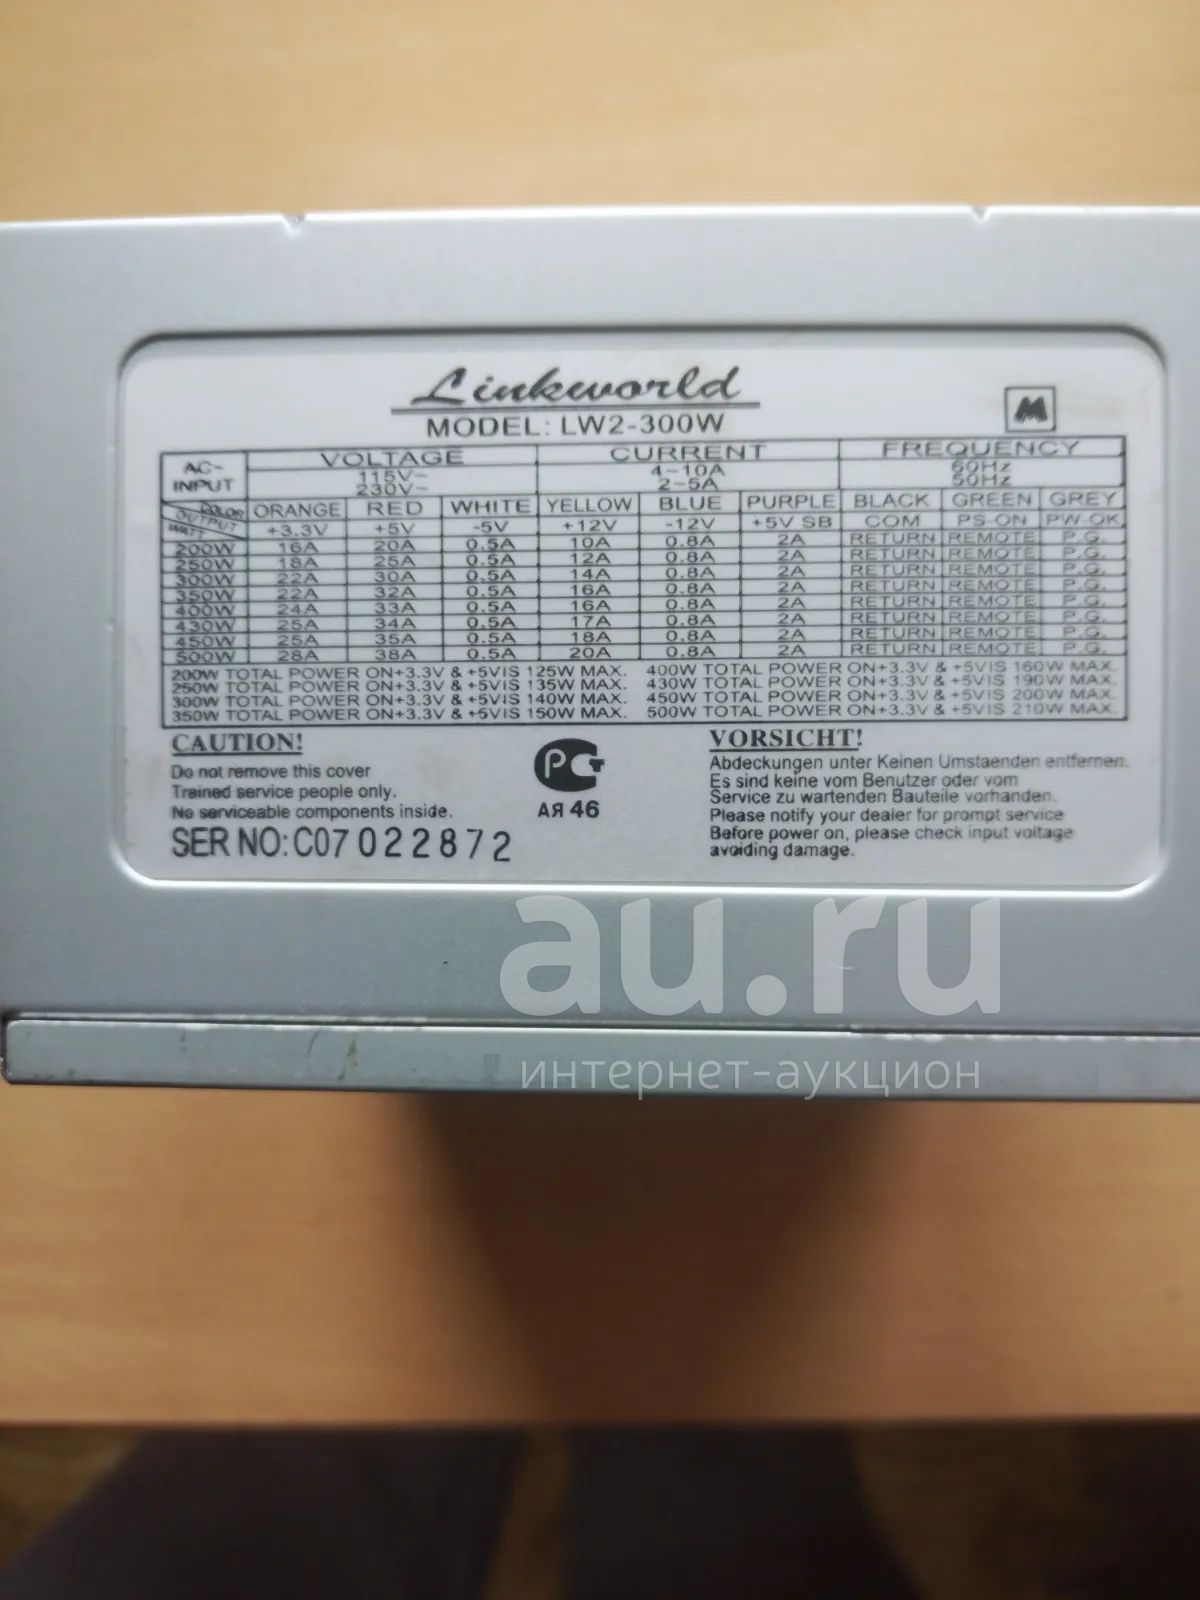 Linkworld
MODEL: LW2-300W
M
AC~ INPUT VOLTAGE CURRENT FREQUENCY
115V~ 4~10A 60Hz
230V~ 2~5A 50Hz
COLOR OUTPUT WATT ORANGE RED WHITE YELLOW BLUE PURPLE BLACK GREEN GREY
+3.3V +5V -5V +12V -12V +5V SB COM PS-ON PW-OK
200W 16A 20A 0.5A 10A 0.8A 2A RETURN REMOTE P.G.
250W 18A 25A 0.5A 12A 0.8A 2A RETURN REMOTE P.G.
300W 22A 30A 0.5A 14A 0.8A 2A RETURN REMOTE P.G.
350W 22A 32A 0.5A 16A 0.8A 2A RETURN REMOTE P.G.
400W 24A 33A 0.5A 16A 0.8A 2A RETURN REMOTE P.G.
430W 25A 34A 0.5A 17A 0.8A 2A RETURN REMOTE P.G.
450W 25A 35A 0.5A 18A 0.8A 2A RETURN REMOTE P.G.
500W 28A 38A 0.5A 20A 0.8A 2A RETURN REMOTE P.G.
200W TOTAL POWER ON+3.3V & +5VIS 125W MAX. 400W TOTAL POWER ON+3.3V & +5VIS 160W MAX.
250W TOTAL POWER ON+3.3V & +5VIS 135W MAX. 430W TOTAL POWER ON+3.3V & +5VIS 190W MAX.
300W TOTAL POWER ON+3.3V & +5VIS 140W MAX. 450W TOTAL POWER ON+3.3V & +5VIS 200W MAX.
350W TOTAL POWER ON+3.3V & +5VIS 150W MAX. 500W TOTAL POWER ON+3.3V & +5VIS 210W MAX.
CAUTION!
Do not remove this cover
Trained service people only.
No serviceable components inside.
SER NO: C07022872
РСТ
АЯ 46
VORSICHT!
Abdeckungen unter Keinen Umstaenden entfernen.
Es sind keine vom Benutzer oder vom
Service zu wartenden Bauteile vorhanden.
Please notify your dealer for prompt service
Before power on, please check input voltage
avoiding damage.
au.ru
интернет-аукцион